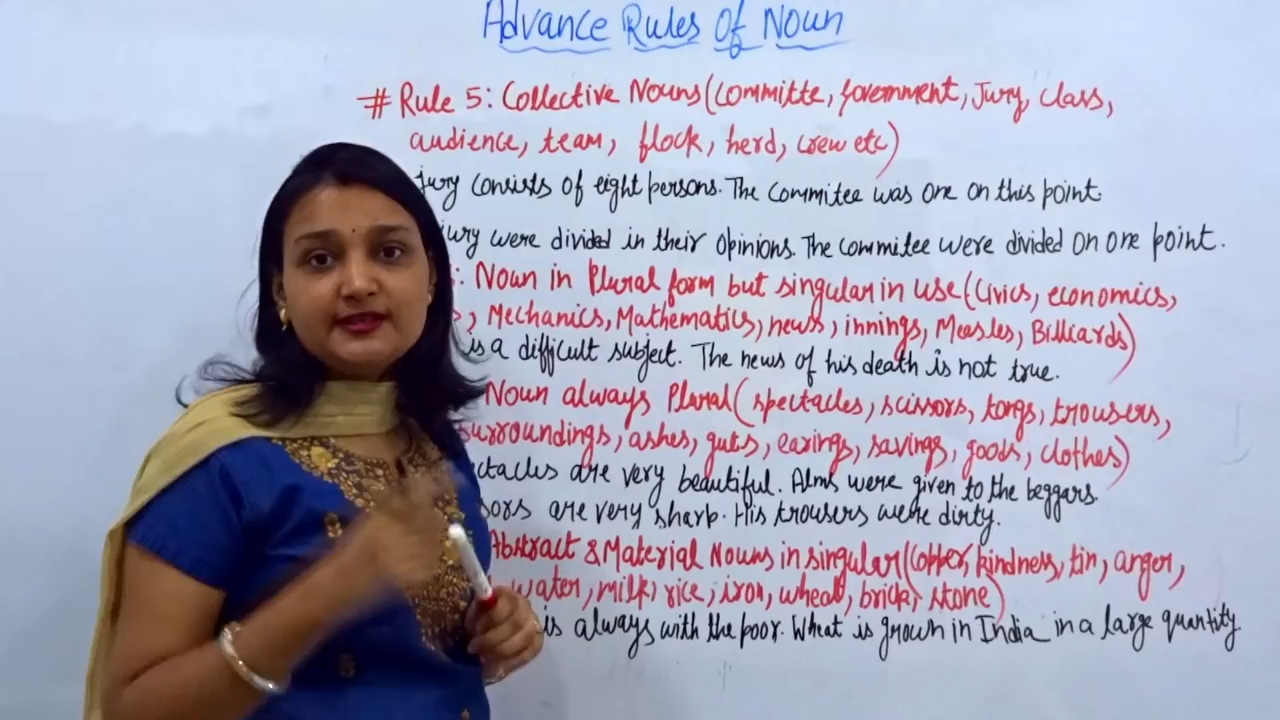 Advance Rules Of Noun
# Rule 5: Collective Nouns (Committe, Government, Jury, Class,
audience, team, flock, herd, crew etc)
Jury consists of eight persons. The Commitee was one on this point.
Jury were divided in their opinions. The commitee were divided on one point.
: Noun in Plural form but singular in use (Civics, economics,
, Mechanics, Mathematics, news, innings, Measles, Billiards)
is a difficult subject. The news of his death is not true.
Noun always Plural (spectacles, scissors, tongs, trousers,
surroundings, ashes, guts, earings, savings, goods, clothes)
ctacles are very beautiful. Alms were given to the beggars.
sors are very sharp. His trousers were dirty.
Abstract & Material Nouns in singular (Copper, kindness, tin, anger,
water, milk, rice, iron, wheat, brick, stone)
is always with the poor. Wheat is grown in India in a large quantity